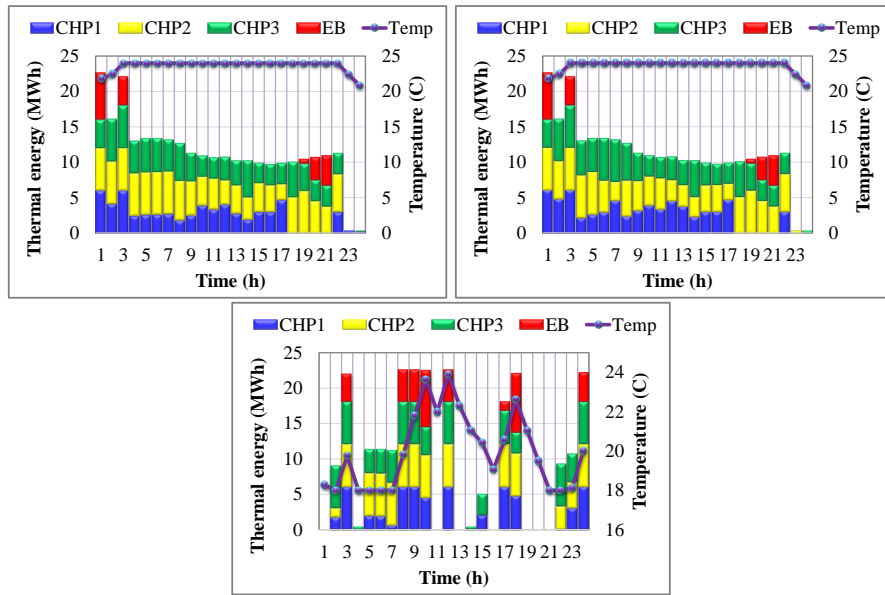 CHP1 CHP2 CHP3 EB Temp
Thermal energy (MWh)
25 20 15 10 5 0
Temperature (C)
25 20 15 10 5 0
1 3 5 7 9 11 13 15 17 19 21 23
Time (h)
CHP1 CHP2 CHP3 EB Temp
Thermal energy (MWh)
25 20 15 10 5 0
Temperature (C)
25 20 15 10 5 0
1 3 5 7 9 11 13 15 17 19 21 23
Time (h)
CHP1 CHP2 CHP3 EB Temp
Thermal energy (MWh)
25 20 15 10 5 0
Temperature (C)
24 22 20 18 16
1 3 5 7 9 11 13 15 17 19 21 23
Time (h)